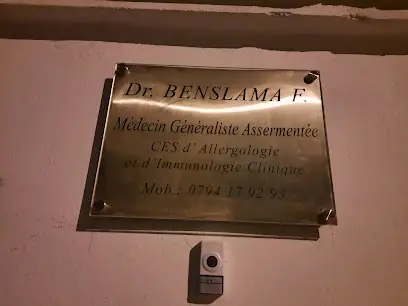 Dr. BENSLAMA F.
Médecin Généraliste Assermentée
CES d'Allergologie
et d'Immunologie Clinique
Mob.: 0794 17 92 93